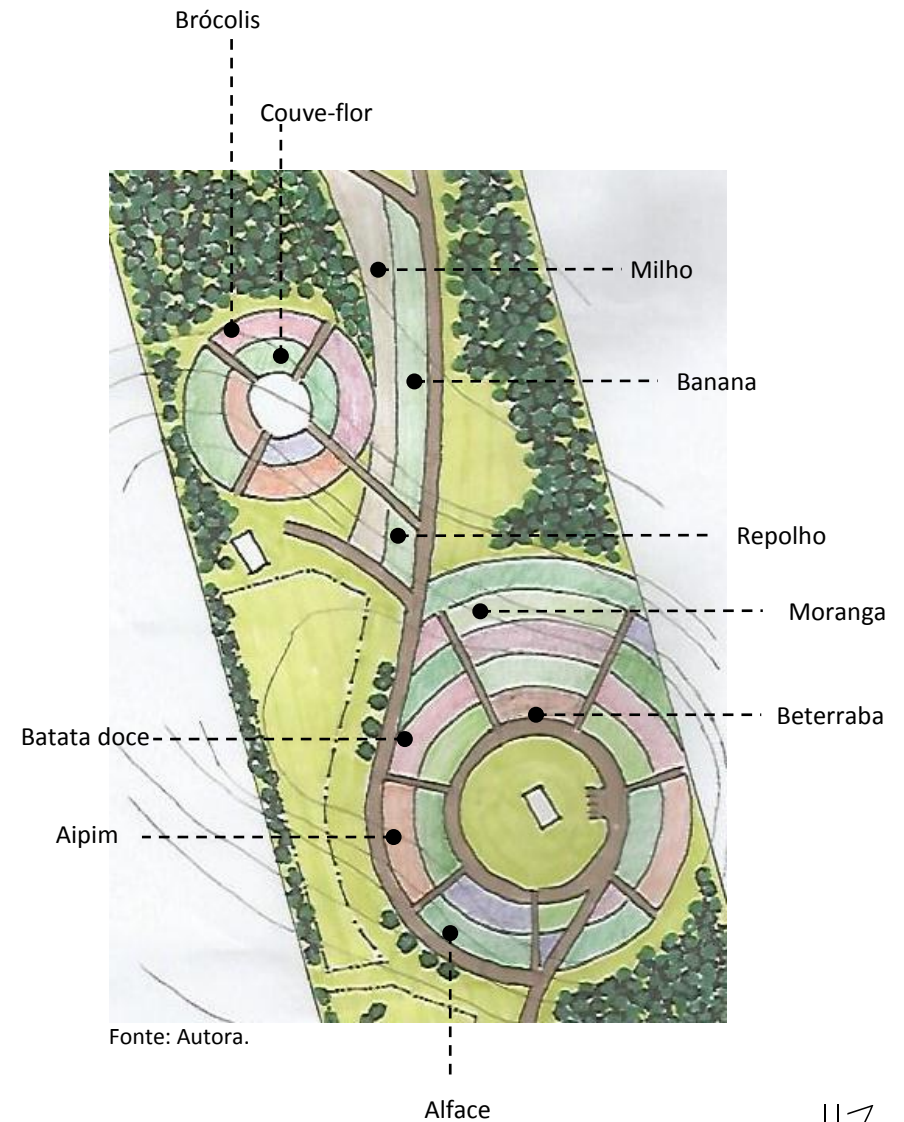 Brócolis
Couve-flor
Milho
Banana
Repolho
Moranga
Beterraba
Batata doce
Aipim
Fonte: Autora.
Alface